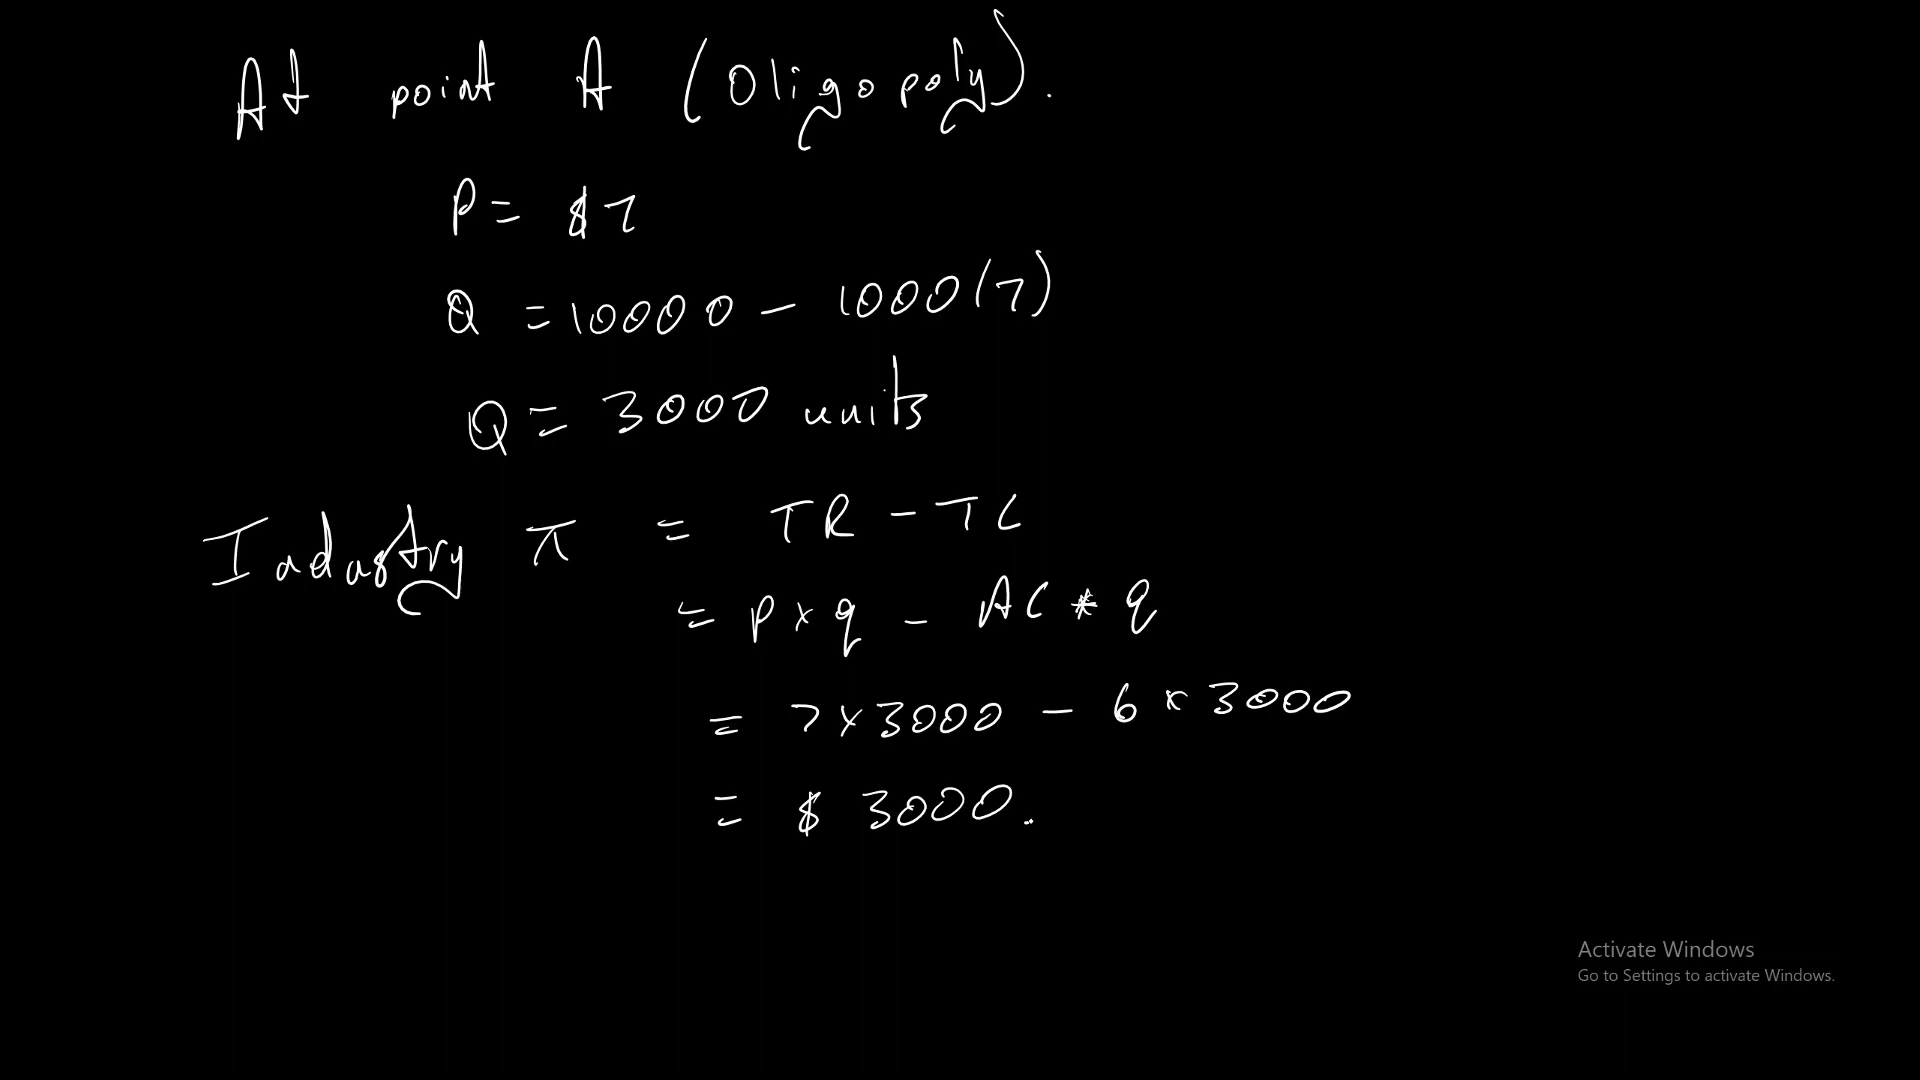 At point A (Oligopoly).
P = $7
Q = 10000 - 1000(7)
Q = 3000 units
Industry π = TR - TC
= P x q - AC * q
= 7 x 3000 - 6 x 3000
= $ 3000.
Activate Windows
Go to Settings to activate Windows.